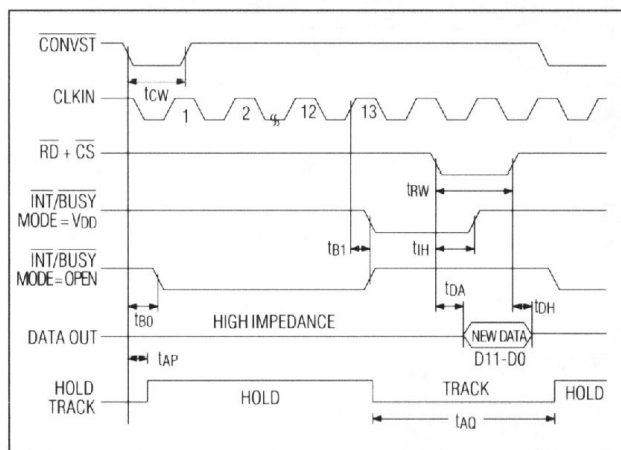 CONVST
tCW
CLKIN
1 2 12 13
RD + CS
tRW
INT/BUSY
MODE = VDD
tB1 tIH
INT/BUSY
MODE = OPEN
tB0 tDA tDH
HIGH IMPEDANCE
DATA OUT NEW DATA
D11-D0
tAP
HOLD
TRACK
HOLD TRACK HOLD
tAQ